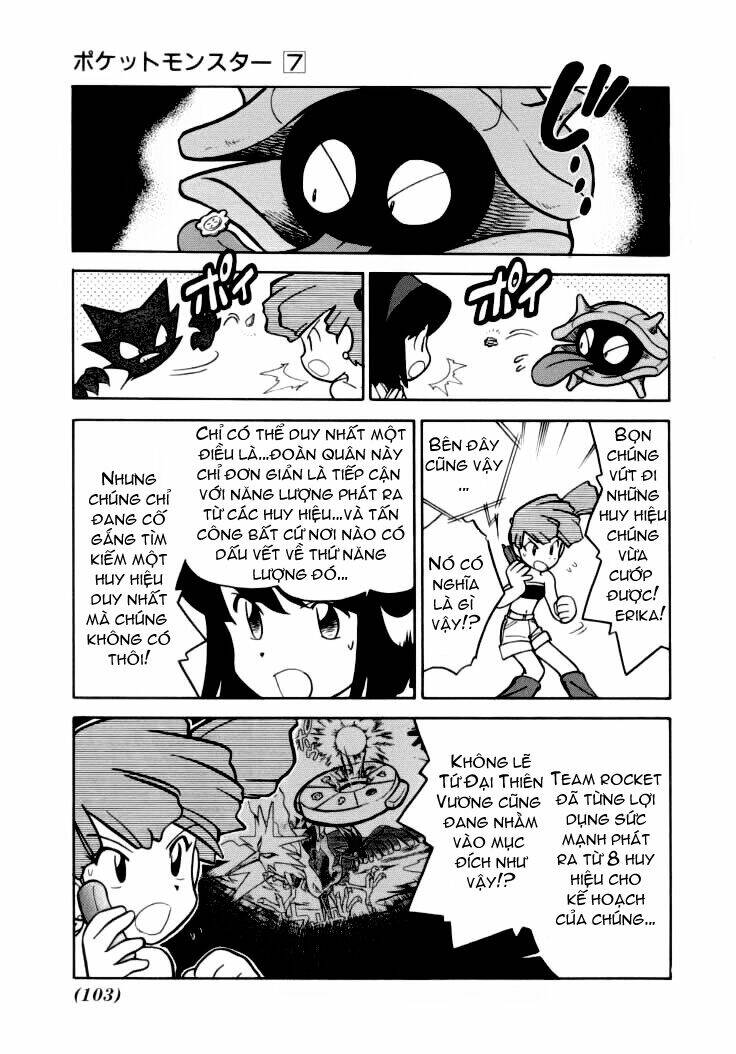 ポケットモンスター 7
ジ
ポイ
ポイ
BỌN
CHÚNG
VỨT ĐI
NHỮNG
HUY HIỆU
CHÚNG
VỪA
CƯỚP
ĐƯỢC!
ERIKA!
BÊN ĐÂY
CŨNG VẬY
...
NÓ CÓ
NGHĨA
LÀ GÌ
VẬY!?
CHỈ CÓ THỂ DUY NHẤT MỘT
ĐIỀU LÀ...ĐOÀN QUÂN NÀY
CHỈ ĐƠN GIẢN LÀ TIẾP CẬN
VỚI NĂNG LƯỢNG PHÁT RA
TỪ CÁC HUY HIỆU...VÀ TẤN
CÔNG BẤT CỨ NƠI NÀO CÓ
DẤU VẾT VỀ THỨ NĂNG
LƯỢNG ĐÓ...
NHƯNG
CHÚNG CHỈ
ĐANG CỐ
GẮNG TÌM
KIẾM MỘT
HUY HIỆU
DUY NHẤT
MÀ CHÚNG
KHÔNG CÓ
THÔI!
TEAM ROCKET
ĐÃ TỪNG LỢI
DỤNG SỨC
MẠNH PHÁT
RA TỪ 8 HUY
HIỆU CHO
KẾ HOẠCH
CỦA CHÚNG...
KHÔNG LẼ
TỨ ĐẠI THIÊN
VƯƠNG CŨNG
ĐANG NHẰM
VÀO MỤC
ĐÍCH NHƯ
VẬY!?
(103)